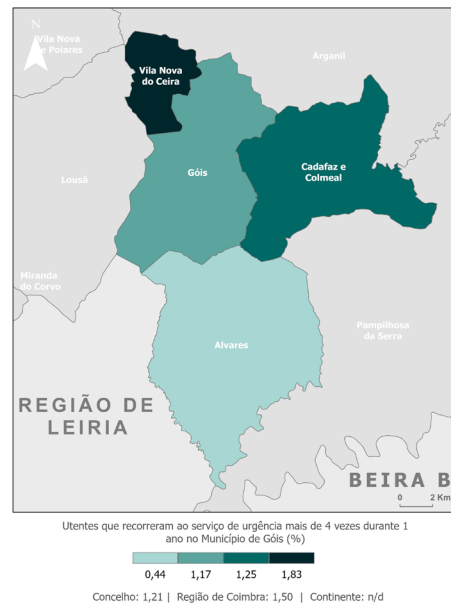 Vila Nova
de Poiares
N
Arganil
Vila Nova
do Ceira
Góis
Cadafaz e
Colmeal
Lousã
Miranda
do Corvo
Alvares
Pampilhosa
da Serra
REGIÃO DE
LEIRIA
BEIRA B
0 2 Km
Utentes que recorreram ao serviço de urgência mais de 4 vezes durante 1
ano no Município de Góis (%)
0,44 1,17 1,25 1,83
Concelho: 1,21 | Região de Coimbra: 1,50 | Continente: n/d